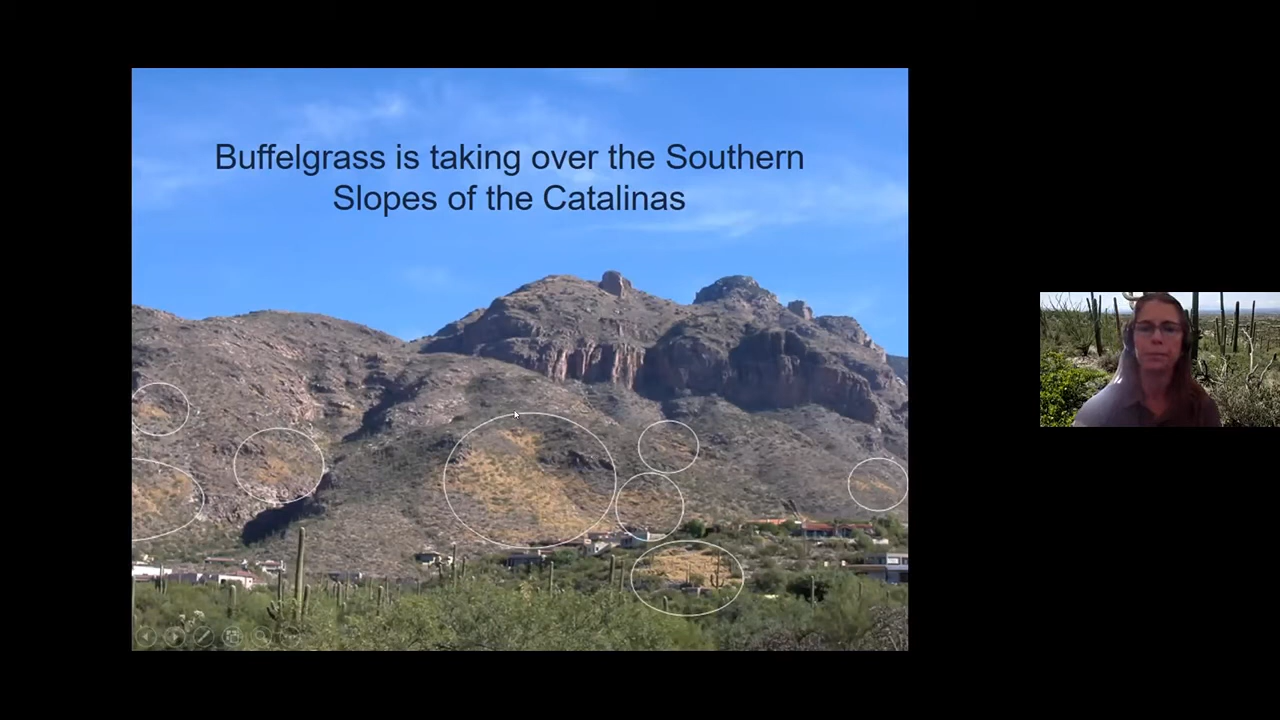 Buffelgrass is taking over the Southern
Slopes of the Catalinas